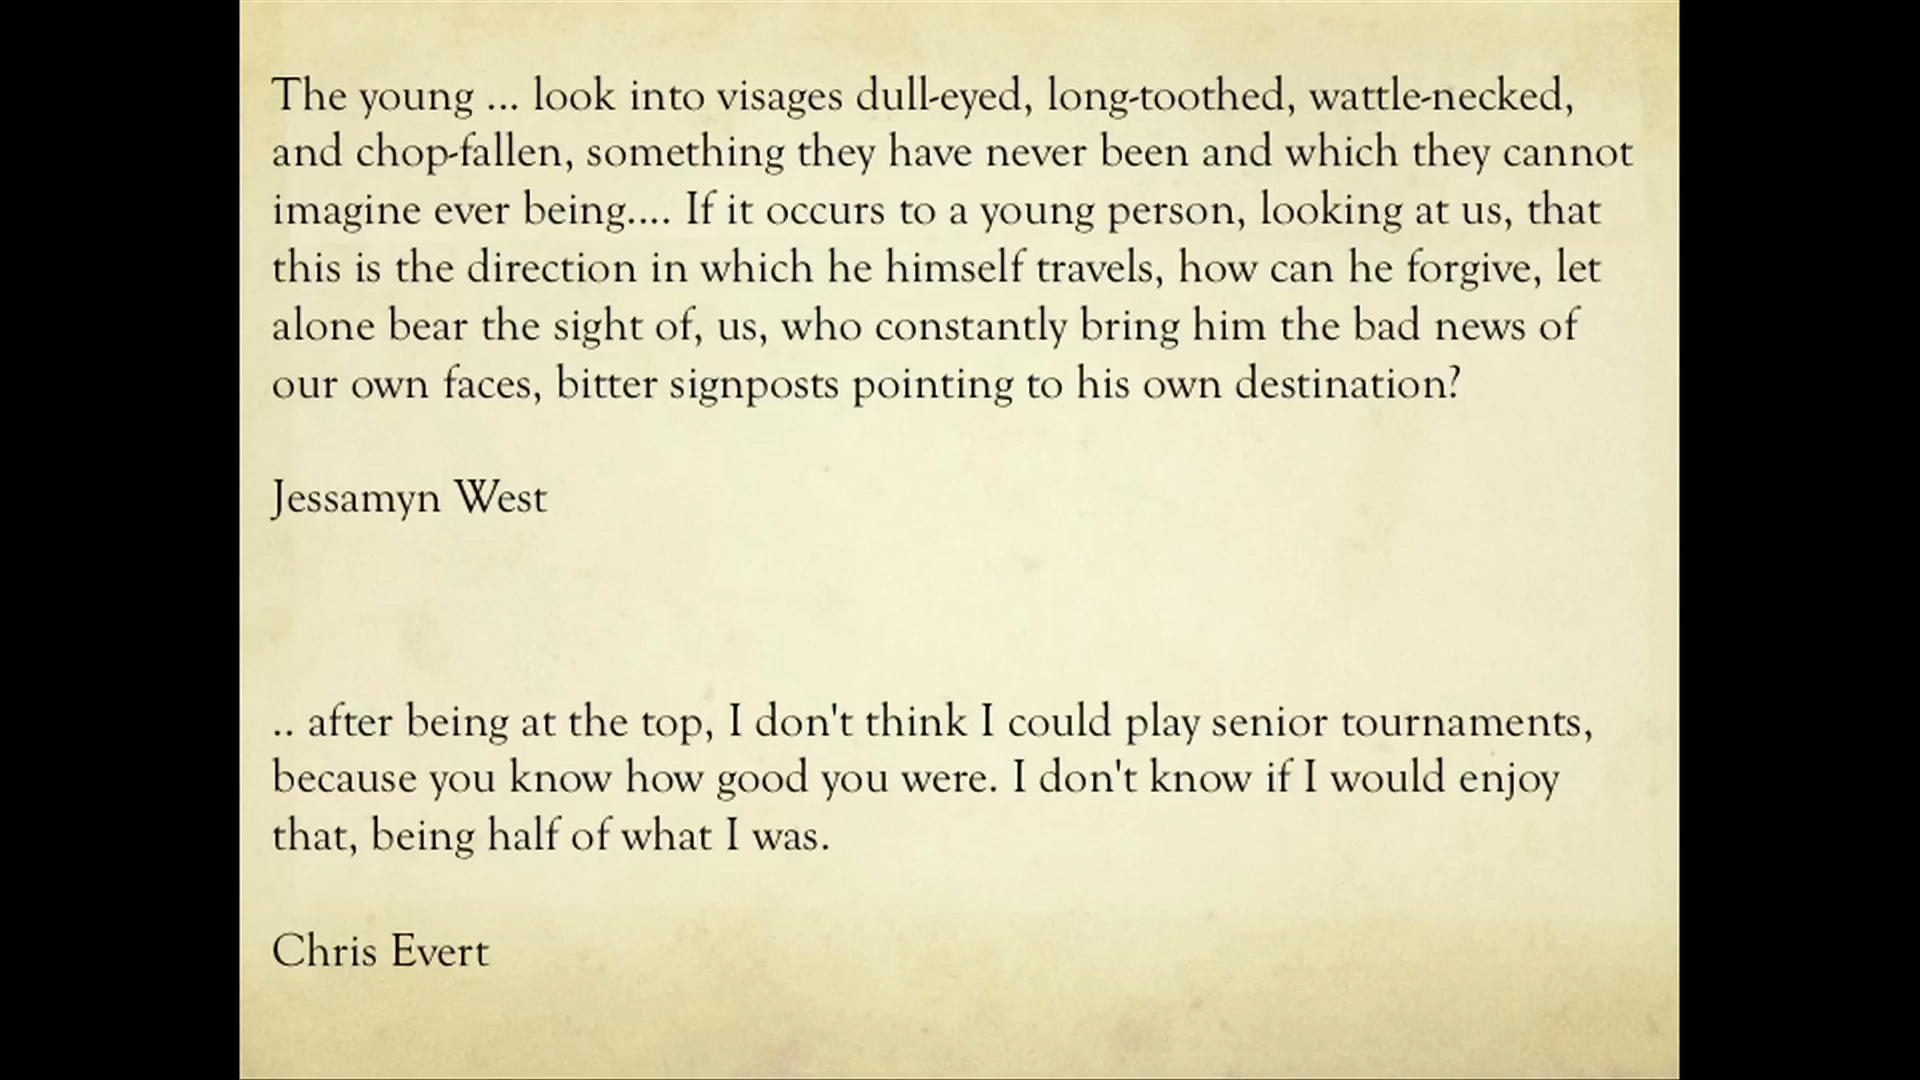 The young ... look into visages dull-eyed, long-toothed, wattle-necked,
and chop-fallen, something they have never been and which they cannot
imagine ever being.... If it occurs to a young person, looking at us, that
this is the direction in which he himself travels, how can he forgive, let
alone bear the sight of, us, who constantly bring him the bad news of
our own faces, bitter signposts pointing to his own destination?
Jessamyn West
.. after being at the top, I don't think I could play senior tournaments,
because you know how good you were. I don't know if I would enjoy
that, being half of what I was.
Chris Evert